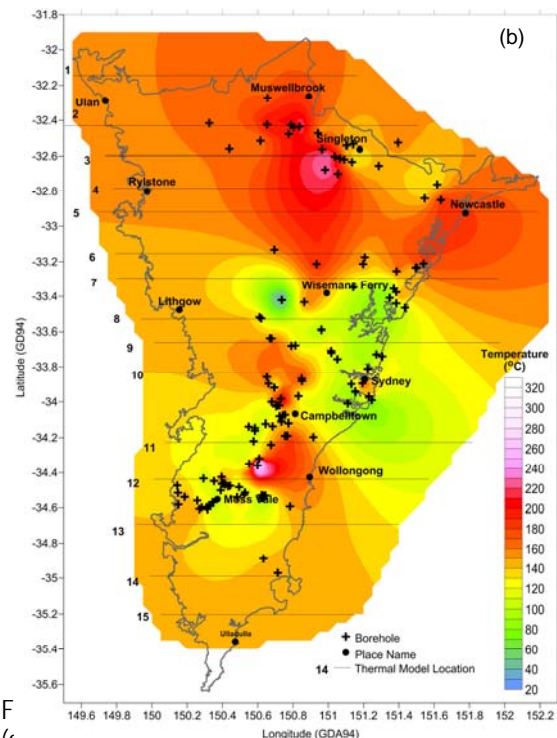 (b)
-31.8
-32
-32.2
-32.4
-32.6
-32.8
-33
-33.2
-33.4
-33.6
-33.8
-34
-34.2
-34.4
-34.6
-34.8
-35
-35.2
-35.4
-35.6
Latitude (GD94)
1
2
3
4
5
6
7
8
9
10
11
12
13
14
15
Muswellbrook
Ulan
Singleton
Rylstone
Newcastle
Wisemans Ferry
Lithgow
Sydney
Campbelltown
Wollongong
Moss Vale
Ulladulla
Temperature
(°C)
320
300
280
260
240
220
200
180
160
140
120
100
80
60
40
20
Borehole
Place Name
14 Thermal Model Location
149.6 149.8 150 150.2 150.4 150.6 150.8 151 151.2 151.4 151.6 151.8 152 152.2
Longitude (GDA94)
F